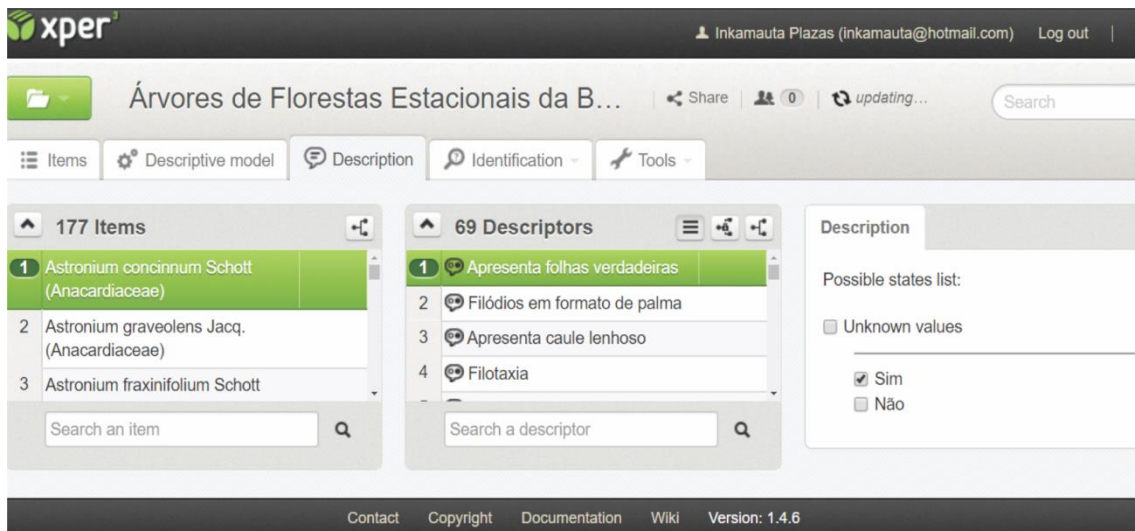 xper³
Inkamauta Plazas (inkamauta@hotmail.com) Log out |
Árvores de Florestas Estacionais da B... Share 0 updating... Search
Items Descriptive model Description Identification Tools
177 Items
1 Astronium concinnum Schott
(Anacardiaceae)
2 Astronium graveolens Jacq.
(Anacardiaceae)
3 Astronium fraxinifolium Schott
Search an item
69 Descriptors
1 Apresenta folhas verdadeiras
2 Filódios em formato de palma
3 Apresenta caule lenhoso
4 Filotaxia
Search a descriptor
Description
Possible states list:
Unknown values
Sim
Não
Contact Copyright Documentation Wiki Version: 1.4.6